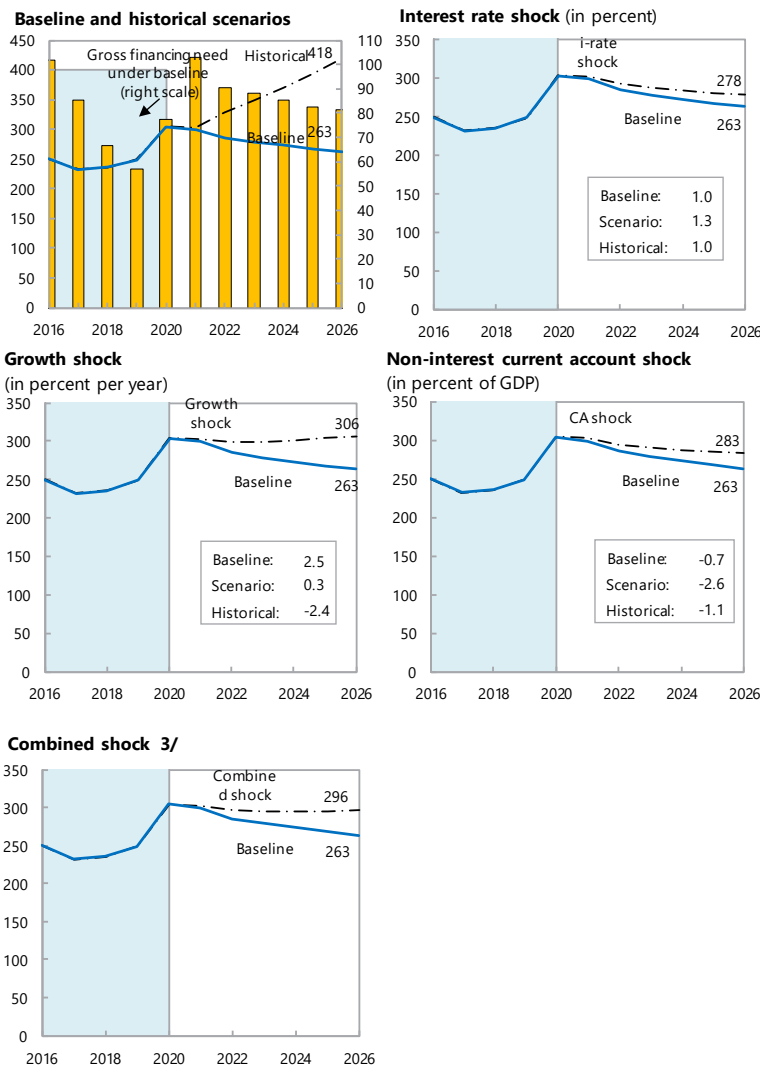 Baseline and historical scenarios
450
400
350
300
250
200
150
100
50
0
110
100
90
80
70
60
50
40
30
20
10
0
Gross financing need
under baseline
(right scale)
Historical
418
Baseline
263
2016 2018 2020 2022 2024 2026
Interest rate shock (in percent)
350
300
250
200
150
100
50
0
I-rate
shock
278
Baseline
263
Baseline: 1.0
Scenario: 1.3
Historical: 1.0
2016 2018 2020 2022 2024 2026
Growth shock
(in percent per year)
350
300
250
200
150
100
50
0
Growth
shock
306
Baseline
263
Baseline: 2.5
Scenario: 0.3
Historical: -2.4
2016 2018 2020 2022 2024 2026
Non-interest current account shock
(in percent of GDP)
350
300
250
200
150
100
50
0
CA shock
283
Baseline
263
Baseline: -0.7
Scenario: -2.6
Historical: -1.1
2016 2018 2020 2022 2024 2026
Combined shock 3/
350
300
250
200
150
100
50
0
Combine
d shock
296
Baseline
263
2016 2018 2020 2022 2024 2026